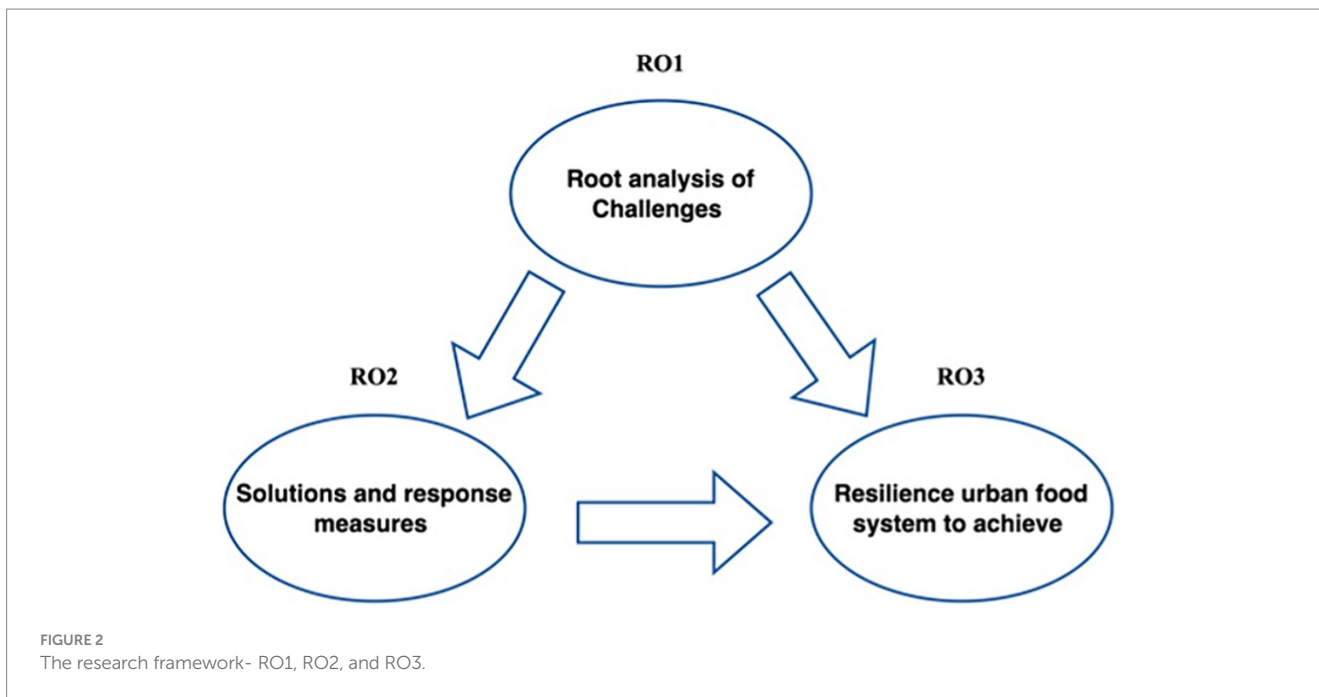 RO1
Root analysis of
Challenges
RO2
RO3
Solutions and response
measures
Resilience urban food
system to achieve
FIGURE 2
The research framework- RO1, RO2, and RO3.